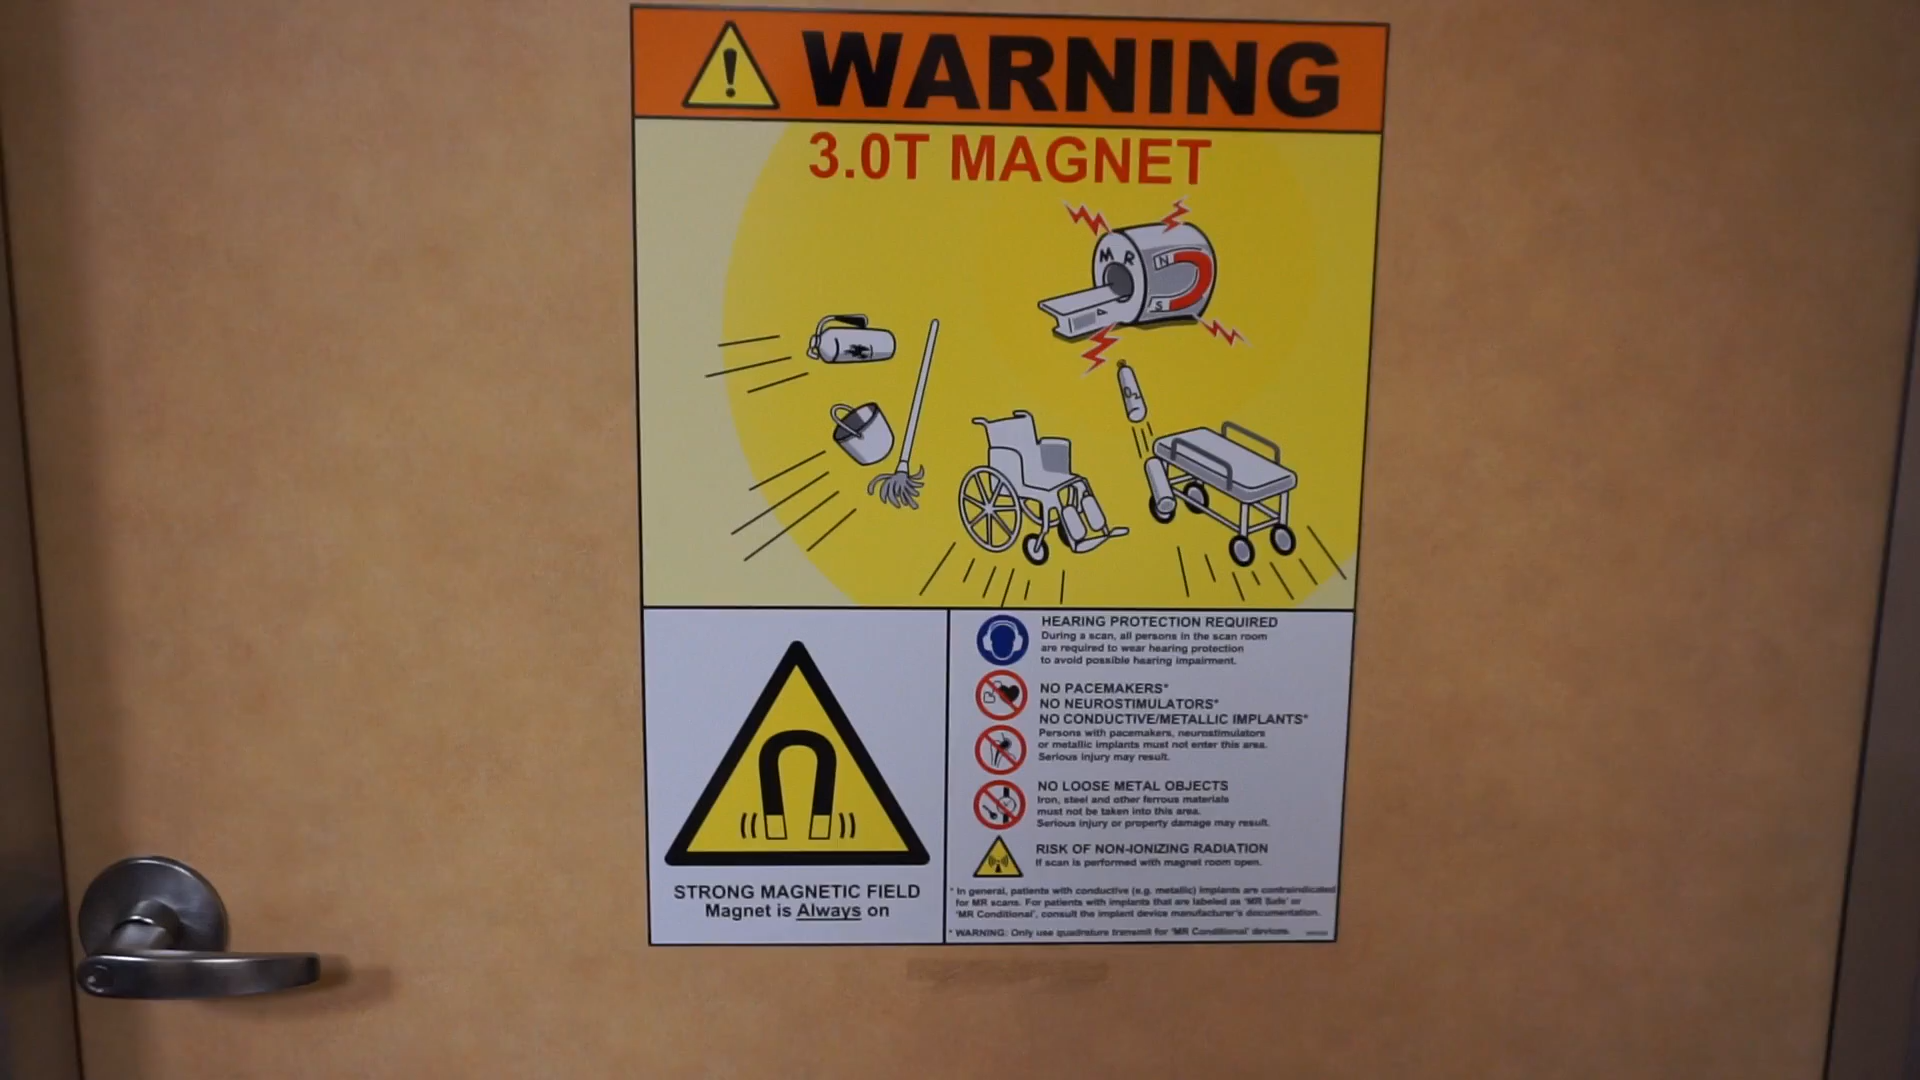 WARNING
3.0T MAGNET
M R
N
S
O2
HEARING PROTECTION REQUIRED
During a scan, all persons in the scan room
are required to wear hearing protection
to avoid possible hearing impairment.
NO PACEMAKERS*
NO NEUROSTIMULATORS*
NO CONDUCTIVE/METALLIC IMPLANTS*
Persons with pacemakers, neurostimulators
or metallic implants must not enter this area.
Serious injury may result.
NO LOOSE METAL OBJECTS
Iron, steel and other ferrous materials
must not be taken into this area.
Serious injury or property damage may result.
RISK OF NON-IONIZING RADIATION
If scan is performed with magnet room open.
* In general, patients with conductive (e.g. metallic) implants are contraindicated
for MR scans. For patients with implants that are labeled as 'MR Safe' or
'MR Conditional', consult the implant device manufacturer's documentation.
* WARNING: Only use quadrature transmit for 'MR Conditional' devices.
STRONG MAGNETIC FIELD
Magnet is Always on